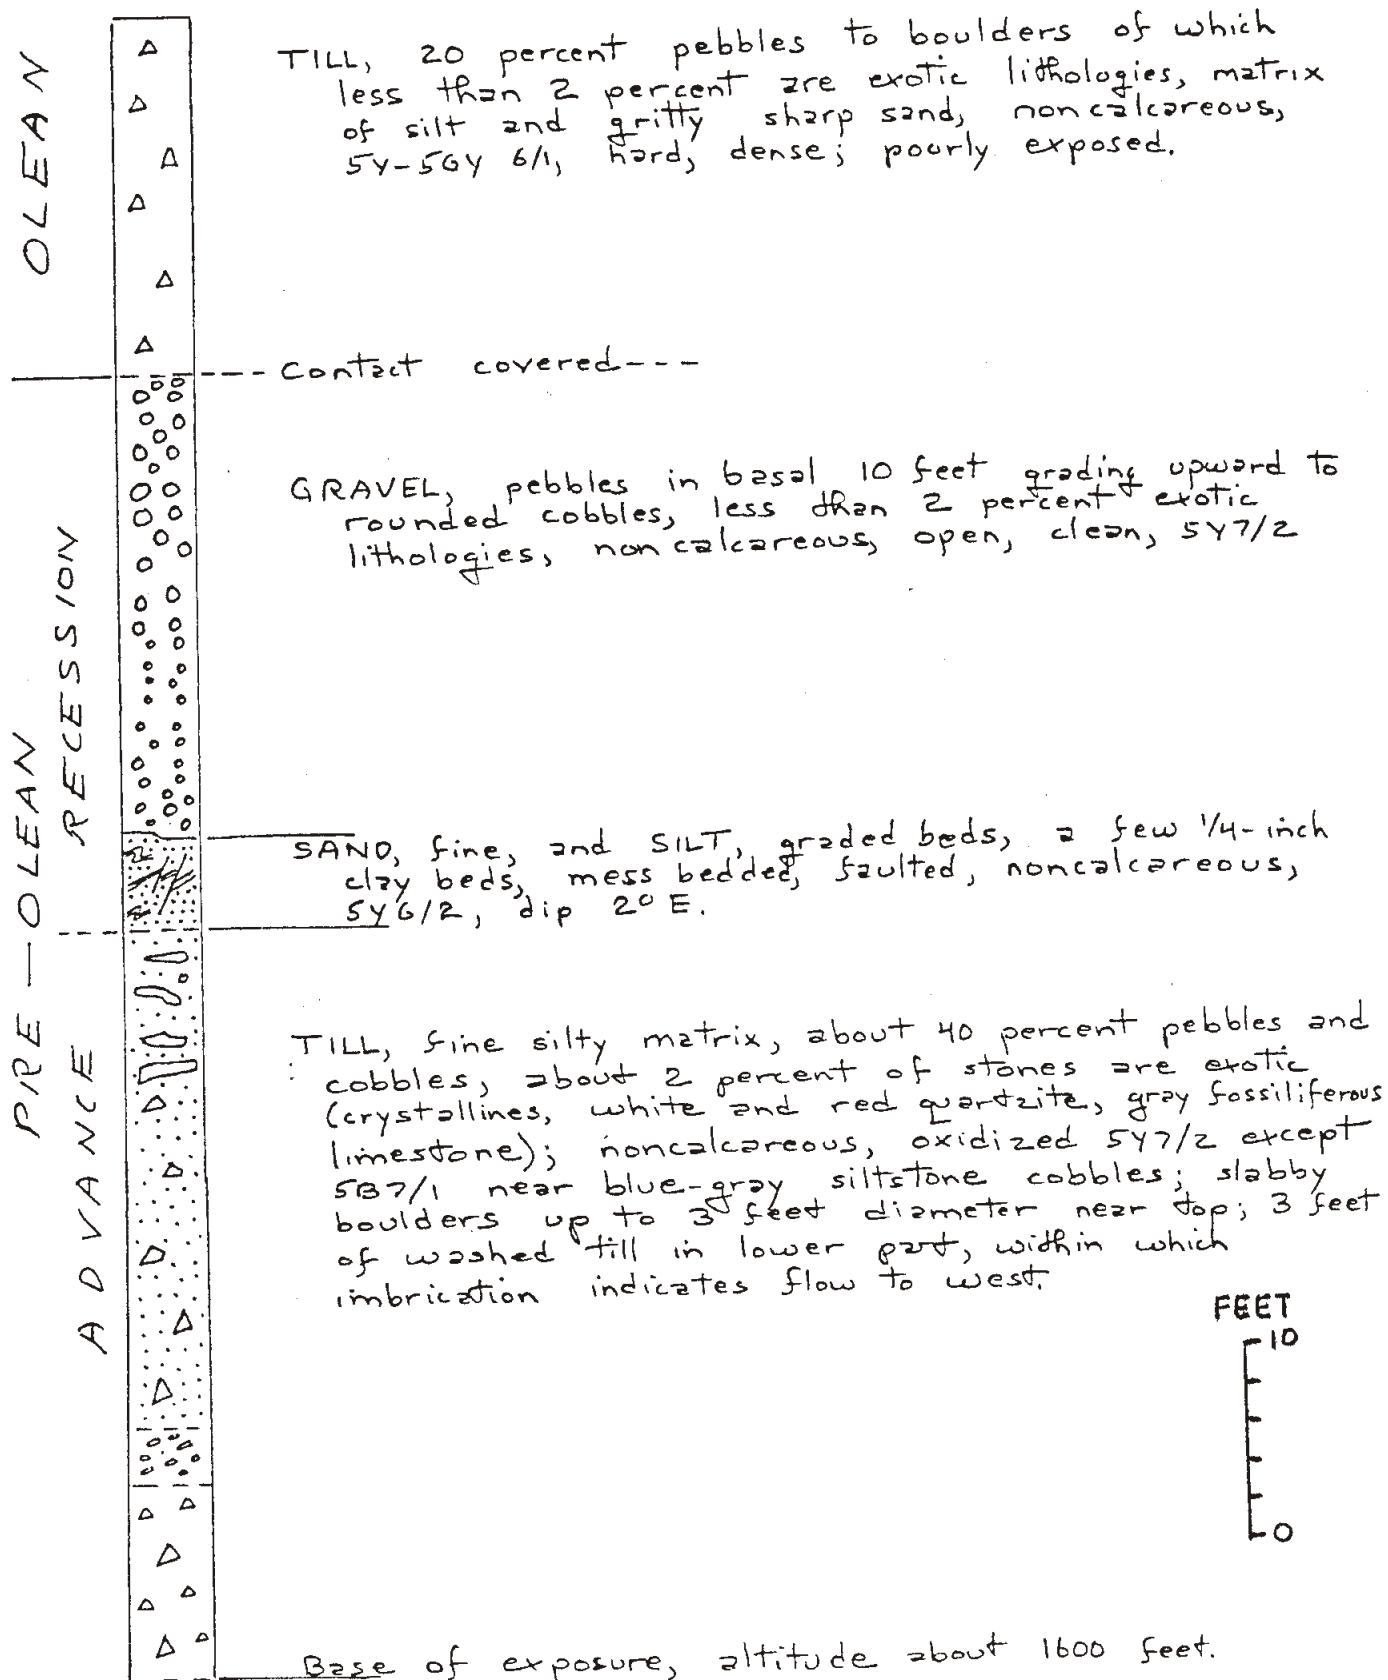 OLEAN
TILL, 20 percent pebbles to boulders of which
less than 2 percent are exotic lithologies, matrix
of silt and gritty sharp sand, noncalcareous,
5Y-5GY 6/1, hard, dense; poorly exposed.
--- Contact covered ---
PRE-OLEAN
RECESSION
GRAVEL, pebbles in basal 10 feet grading upward to
rounded cobbles, less than 2 percent exotic
lithologies, noncalcareous, open, clean, 5Y7/2
SAND, fine, and SILT, graded beds, a few 1/4-inch
clay beds, mess bedded, faulted, noncalcareous,
5Y6/2, dip 2° E.
ADVANCE
TILL, fine silty matrix, about 40 percent pebbles and
cobbles, about 2 percent of stones are exotic
(crystallines, white and red quartzite, gray fossiliferous
limestone); noncalcareous, oxidized 5Y7/2 except
5B7/1 near blue-gray siltstone cobbles; slabby
boulders up to 3 feet diameter near top; 3 feet
of washed till in lower part, within which
imbrication indicates flow to west.
FEET
10
0
Base of exposure, altitude about 1600 feet.